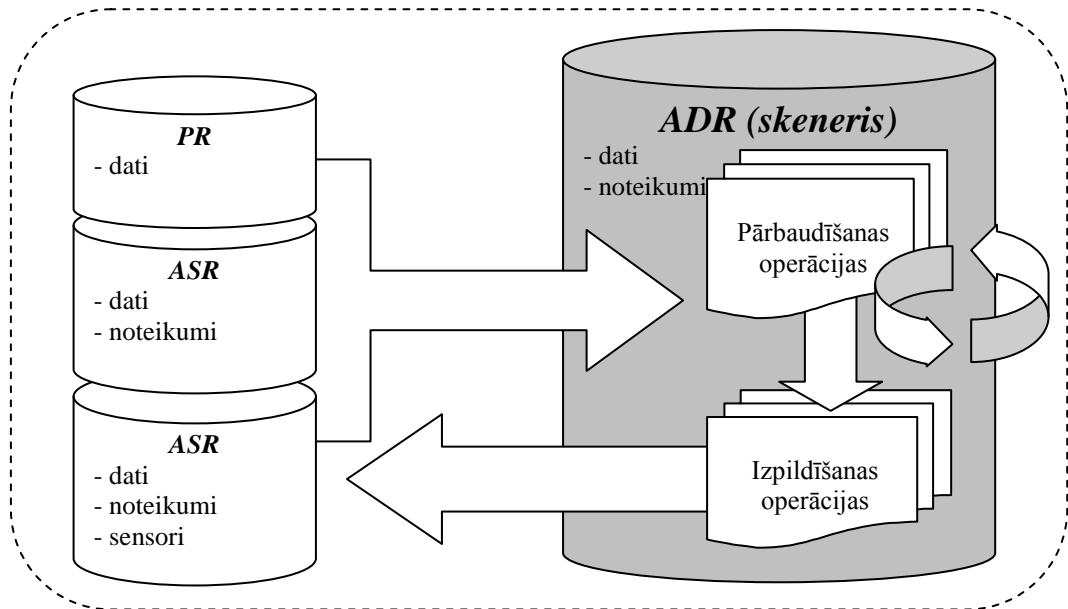 PR
- dati
ASR
- dati
- noteikumi
ASR
- dati
- noteikumi
- sensori
ADR (skeneris)
- dati
- noteikumi
Pārbaudīšanas
operācijas
Izpildīšanas
operācijas